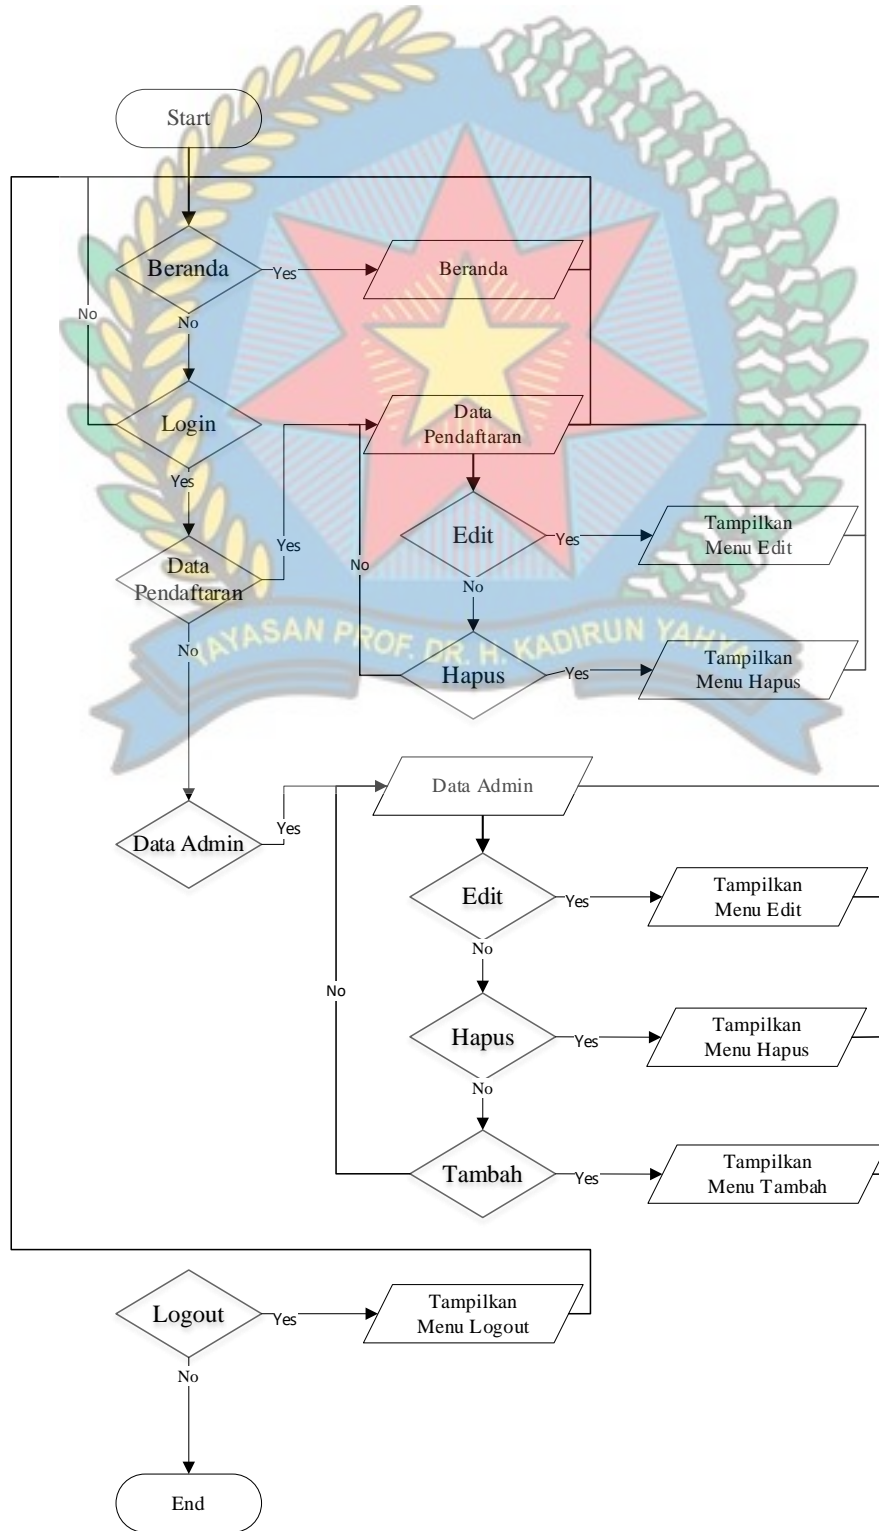 Start
Beranda
Yes
Beranda
No
No
Login
Data
Pendaftaran
Yes
Yes
Edit
Yes
Tampilkan
Menu Edit
Data
Pendaftaran
No
No
No
YAYASAN PROF. DR. H. KADIRUN YAHYA
Hapus
Yes
Tampilkan
Menu Hapus
Data Admin
Data Admin
Yes
Edit
Yes
Tampilkan
Menu Edit
No
No
Hapus
Yes
Tampilkan
Menu Hapus
No
Tambah
Yes
Tampilkan
Menu Tambah
Logout
Yes
Tampilkan
Menu Logout
No
End